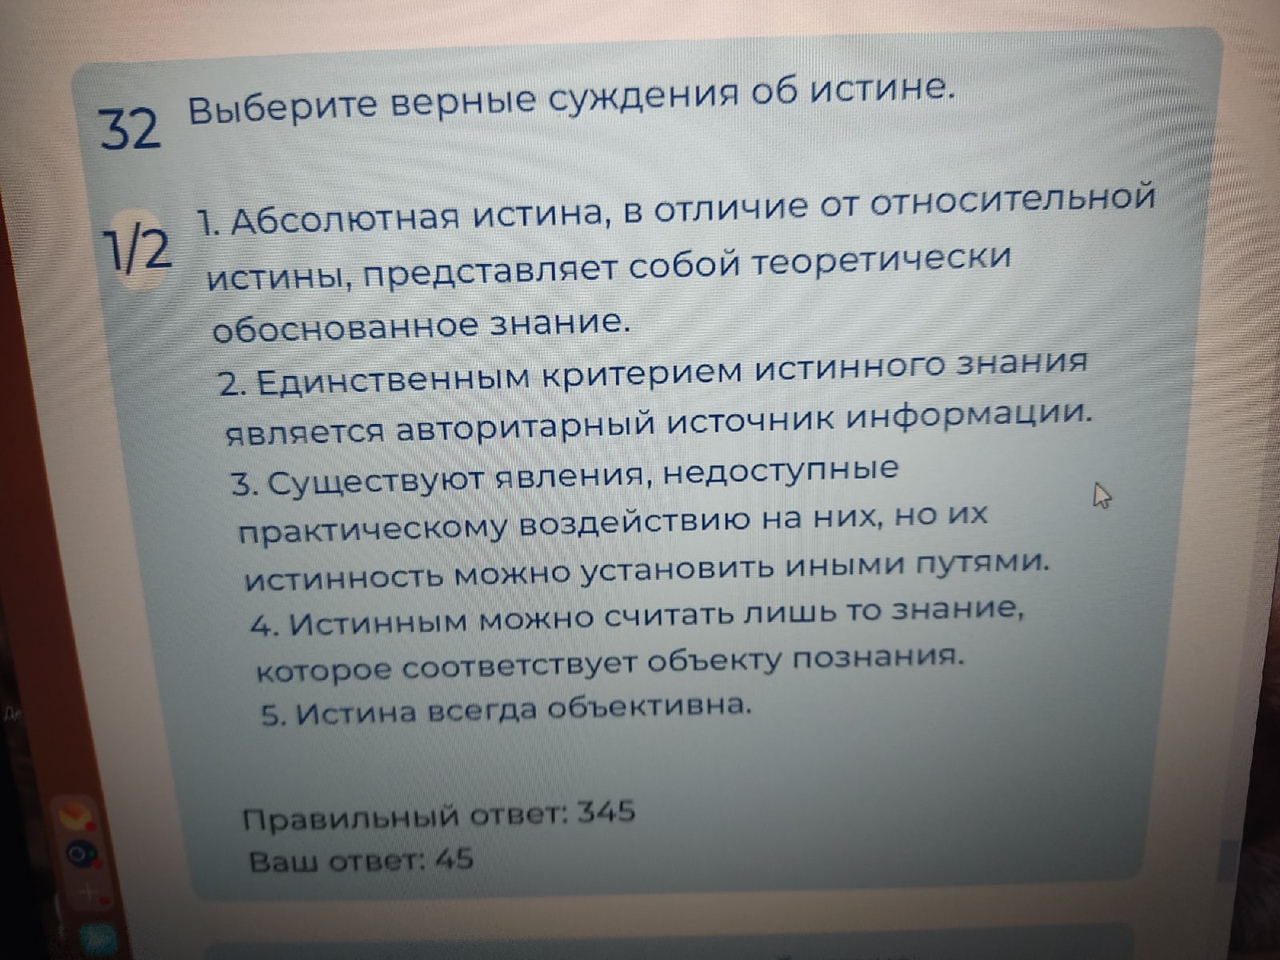 32 Выберите верные суждения об истине.
1/2 1. Абсолютная истина, в отличие от относительной
истины, представляет собой теоретически
обоснованное знание.
2. Единственным критерием истинного знания
является авторитарный источник информации.
3. Существуют явления, недоступные
практическому воздействию на них, но их
истинность можно установить иными путями.
4. Истинным можно считать лишь то знание,
которое соответствует объекту познания.
5. Истина всегда объективна.
Правильный ответ: 345
Ваш ответ: 45